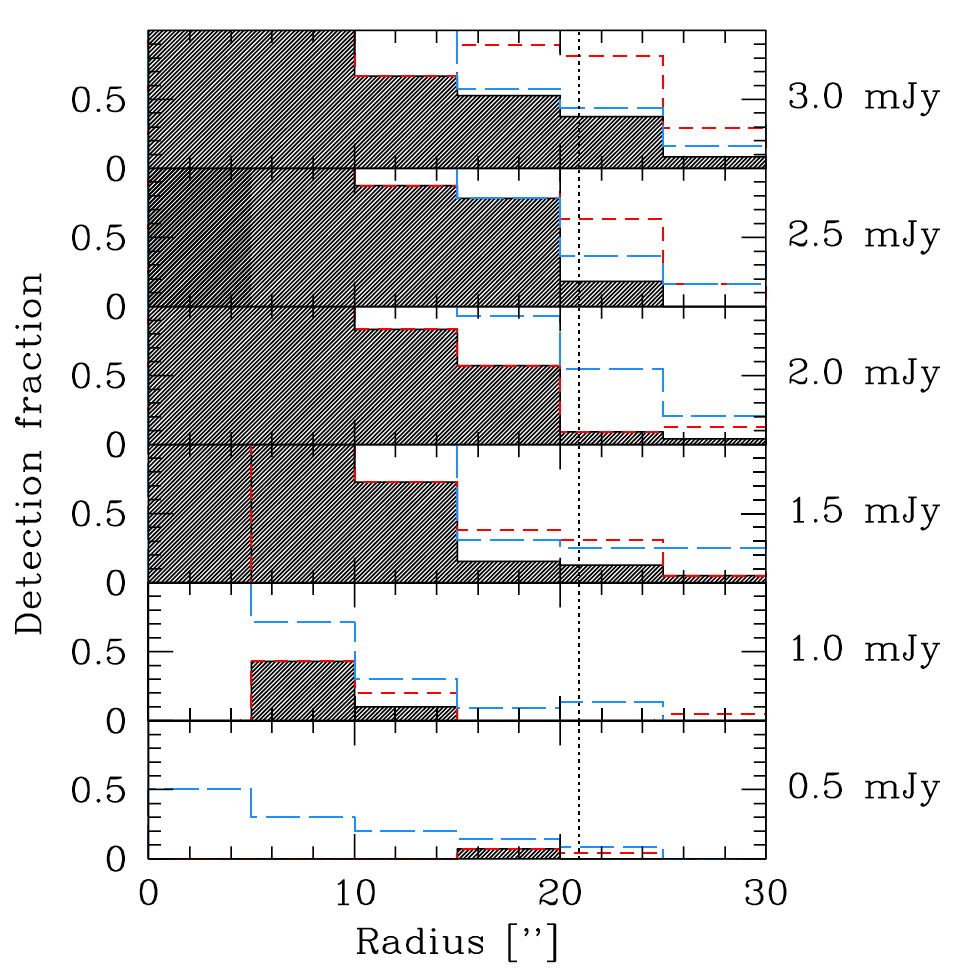 0.5 3.0 mJy
0
0.5 2.5 mJy
0
0.5 2.0 mJy
0
0.5 1.5 mJy
0
0.5 1.0 mJy
0
0.5 0.5 mJy
0
0 10 20 30
Radius ["]
Detection fraction